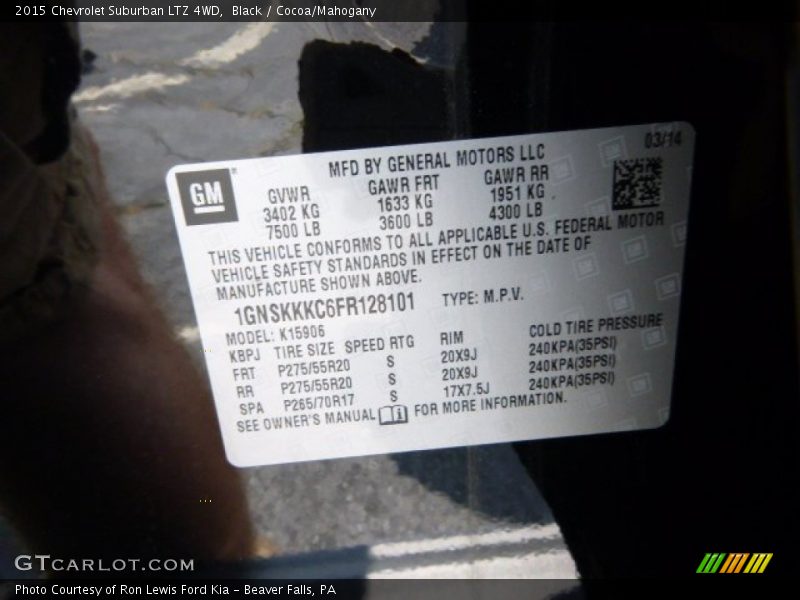 2015 Chevrolet Suburban LTZ 4WD, Black / Cocoa/Mahogany
03/14
MFD BY GENERAL MOTORS LLC
GM
GVWR GAWR FRT GAWR RR
3402 KG 1633 KG 1951 KG
7500 LB 3600 LB 4300 LB
THIS VEHICLE CONFORMS TO ALL APPLICABLE U.S. FEDERAL MOTOR
VEHICLE SAFETY STANDARDS IN EFFECT ON THE DATE OF
MANUFACTURE SHOWN ABOVE.
1GNSKKKC6FR128101 TYPE: M.P.V.
MODEL: K15906
KBPJ TIRE SIZE SPEED RTG RIM COLD TIRE PRESSURE
FRT P275/55R20 S 20X9J 240KPA(35PSI)
RR P275/55R20 S 20X9J 240KPA(35PSI)
SPA P265/70R17 S 17X7.5J 240KPA(35PSI)
SEE OWNER'S MANUAL i FOR MORE INFORMATION.
GTcarlot.com
Photo Courtesy of Ron Lewis Ford Kia - Beaver Falls, PA